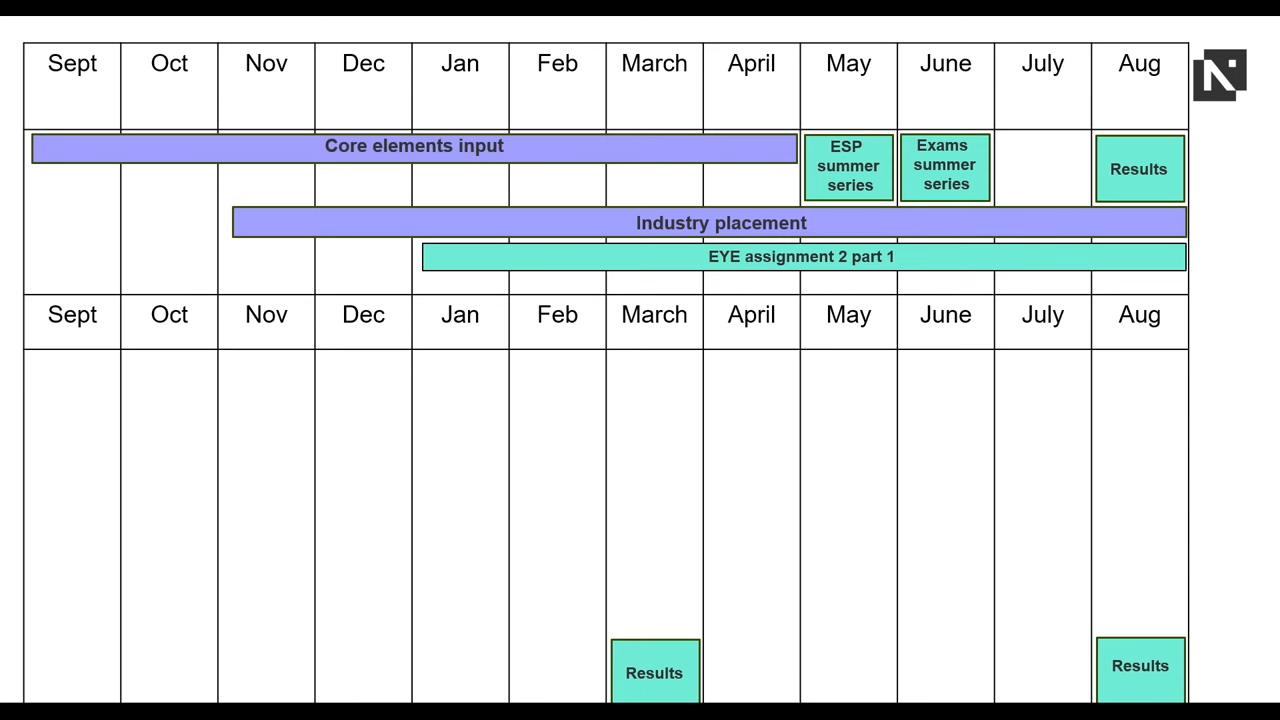 Sept Oct Nov Dec Jan Feb March April May June July Aug
Core elements input
ESP
summer
series
Exams
summer
series
Results
Industry placement
EYE assignment 2 part 1
Sept Oct Nov Dec Jan Feb March April May June July Aug
Results
Results